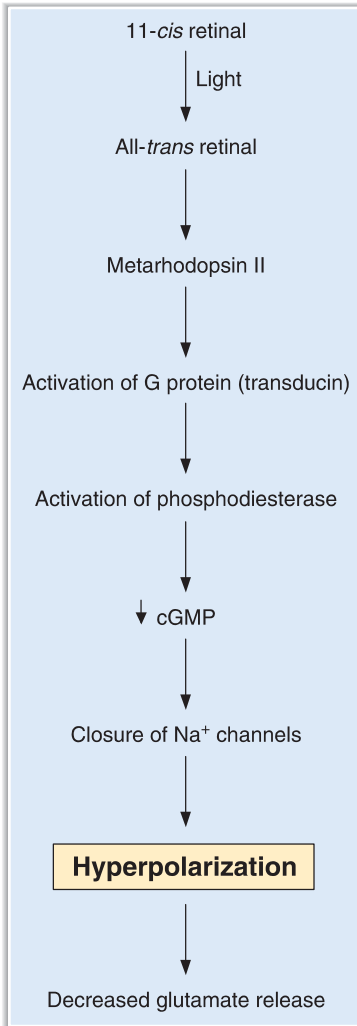 11-cis retinal
Light
All-trans retinal
Metarhodopsin II
Activation of G protein (transducin)
Activation of phosphodiesterase
↓ cGMP
Closure of Na⁺ channels
Hyperpolarization
Decreased glutamate release